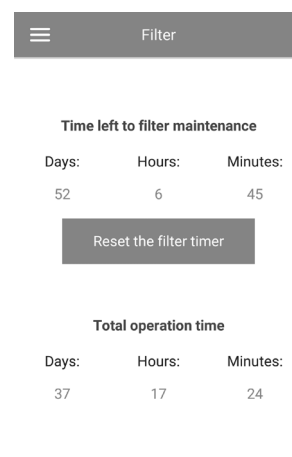 Filter
Time left to filter maintenance
Days: Hours: Minutes:
52 6 45
Reset the filter timer
Total operation time
Days: Hours: Minutes:
37 17 24